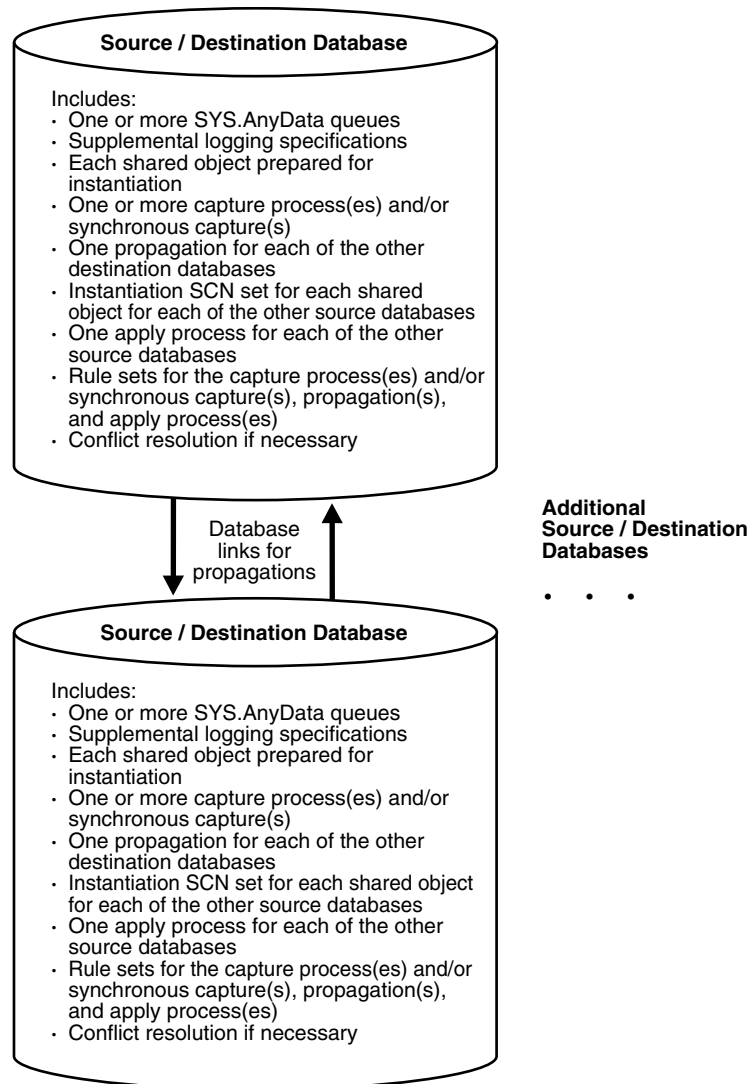 Source / Destination Database
Includes:
· One or more SYS.AnyData queues
· Supplemental logging specifications
· Each shared object prepared for
instantiation
· One or more capture process(es) and/or
synchronous capture(s)
· One propagation for each of the other
destination databases
· Instantiation SCN set for each shared
object for each of the other source databases
· One apply process for each of the other
source databases
· Rule sets for the capture process(es) and/or
synchronous capture(s), propagation(s),
and apply process(es)
· Conflict resolution if necessary
Database
links for
propagations
Additional
Source / Destination
Databases
. . .
Source / Destination Database
Includes:
· One or more SYS.AnyData queues
· Supplemental logging specifications
· Each shared object prepared for
instantiation
· One or more capture process(es) and/or
synchronous capture(s)
· One propagation for each of the other
destination databases
· Instantiation SCN set for each shared object
for each of the other source databases
· One apply process for each of the other
source databases
· Rule sets for the capture process(es) and/or
synchronous capture(s), propagation(s),
and apply process(es)
· Conflict resolution if necessary